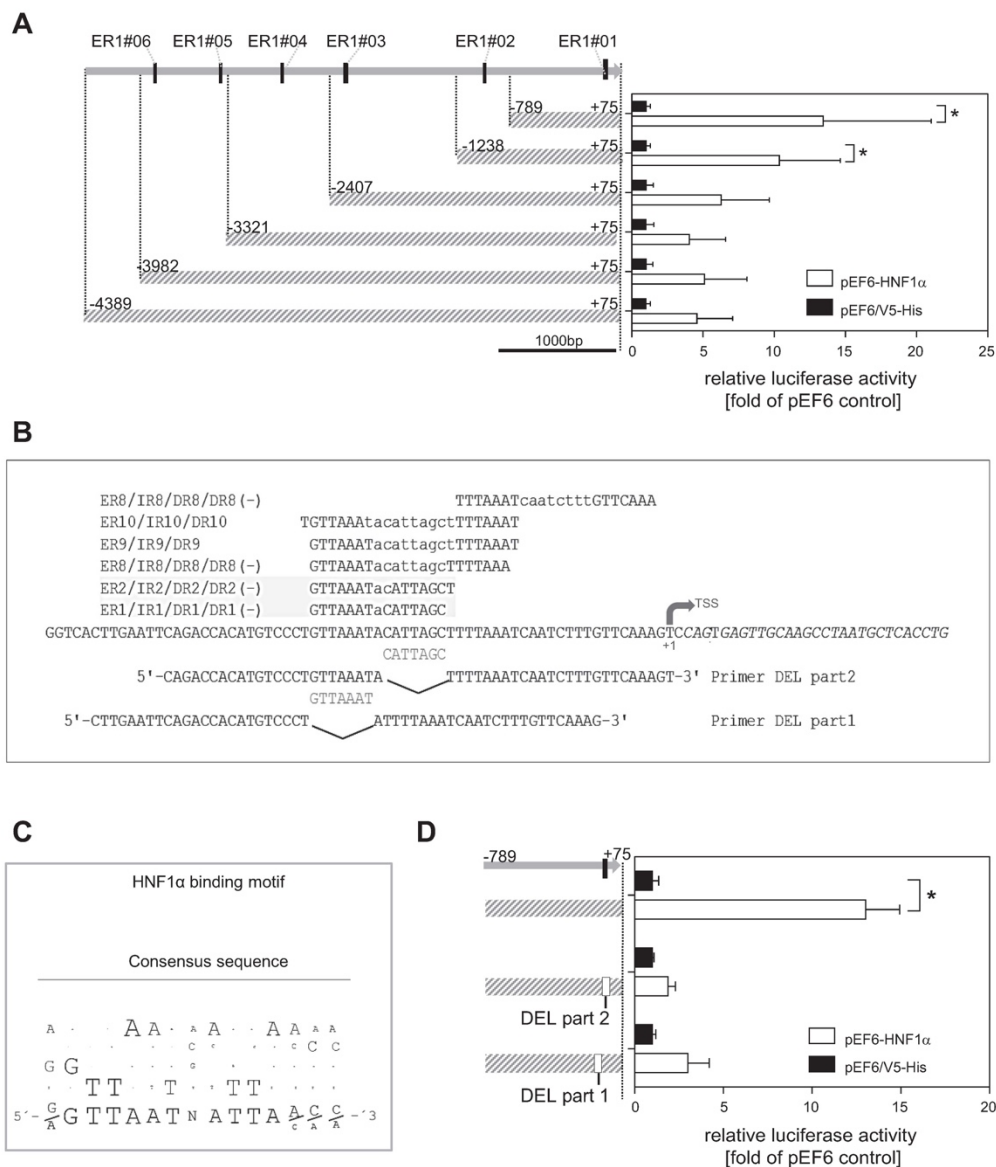 A
ER1#06 ER1#05 ER1#04 ER1#03 ER1#02 ER1#01
-789 +75
*
-1238 +75
*
-2407 +75
-3321 +75
-3982 +75
-4389 +75
1000bp
pEF6-HNF1α
pEF6/V5-His
0 5 10 15 20 25
relative luciferase activity
[fold of pEF6 control]
B
ER8/IR8/DR8/DR8(-) TTTAAATcaatctttGTTCAAA
ER10/IR10/DR10 TGTTAAATacattagctTTTAAAT
ER9/IR9/DR9 GTTAAATacattagctTTTAAAT
ER8/IR8/DR8/DR8(-) GTTAAATacattagcTTTTAAA
ER2/IR2/DR2/DR2(-) GTTAAATacATTAGCT
ER1/IR1/DR1/DR1(-) GTTAAATaCATTAGC
TSS
GGTCACTTGAATTCAGACCACATGTCCCTGTTAAATACATTAGCTTTTAAATCAATCTTTGTTCAAAGTCCAGTGAGTTGCAAGCCTAATGCTCACCTG
+1
CATTAGC
5'-CAGACCACATGTCCCTGTTAAATA TTTTAAATCAATCTTTGTTCAAAGT-3' Primer DEL part2
GTTAAAT
5'-CTTGAATTCAGACCACATGTCCCT ATTTTAAATCAATCTTTGTTCAAAG-3' Primer DEL part1
C
HNF1α binding motif
Consensus sequence
A A A A A A A A A A
C C C
G G G
T T T T T
5´- G/A G T T A A T N A T T A A/C C/A C/A -´3
D
-789 +75
*
DEL part 2
DEL part 1
pEF6-HNF1α
pEF6/V5-His
0 5 10 15 20
relative luciferase activity
[fold of pEF6 control]